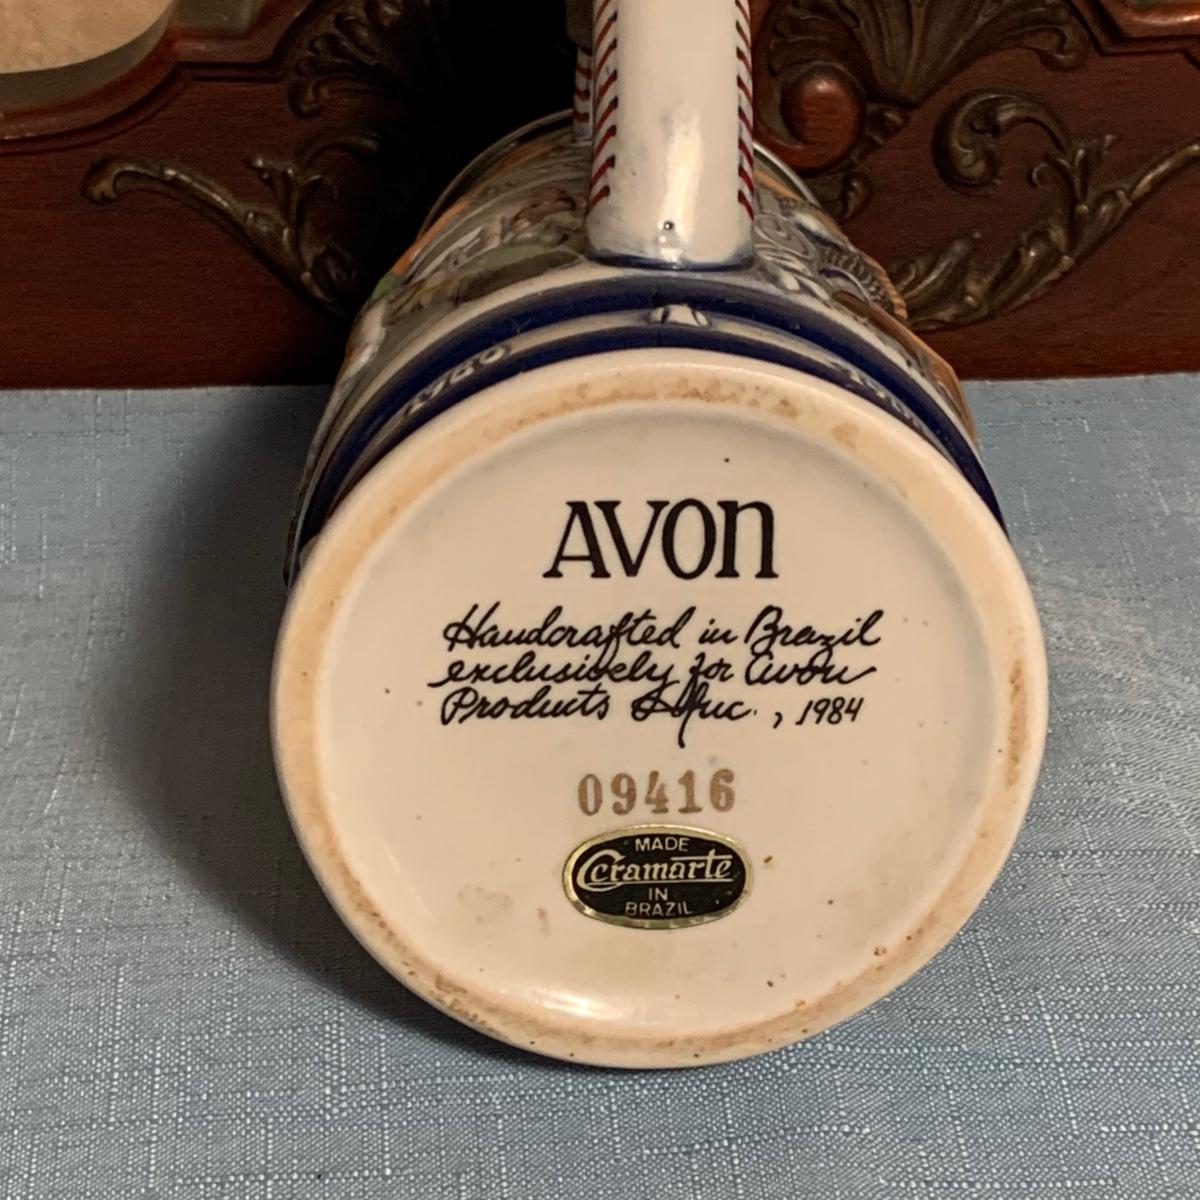 AVON
Handcrafted in Brazil
exclusively for Avon
Products Inc., 1984
09416
MADE
Ceramarte
IN
BRAZIL